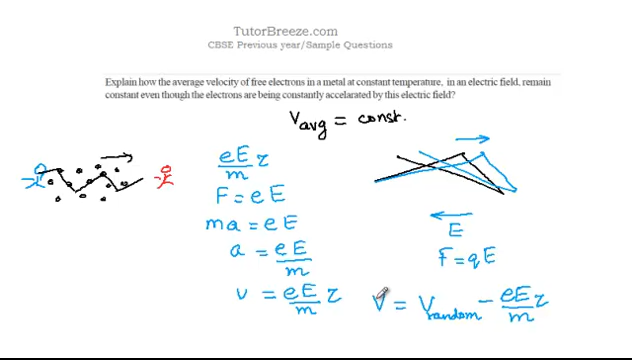 TutorBreeze.com
CBSE Previous year/Sample Questions
Explain how the average velocity of free electrons in a metal at constant temperature, in an electric field, remain
constant even though the electrons are being constantly accelarated by this electric field?
Vavg = const.
eE/m τ
F = eE
ma = eE
a = eE/m
v = eE/m τ
E
F = qE
V = Vrandom − eE/m τ